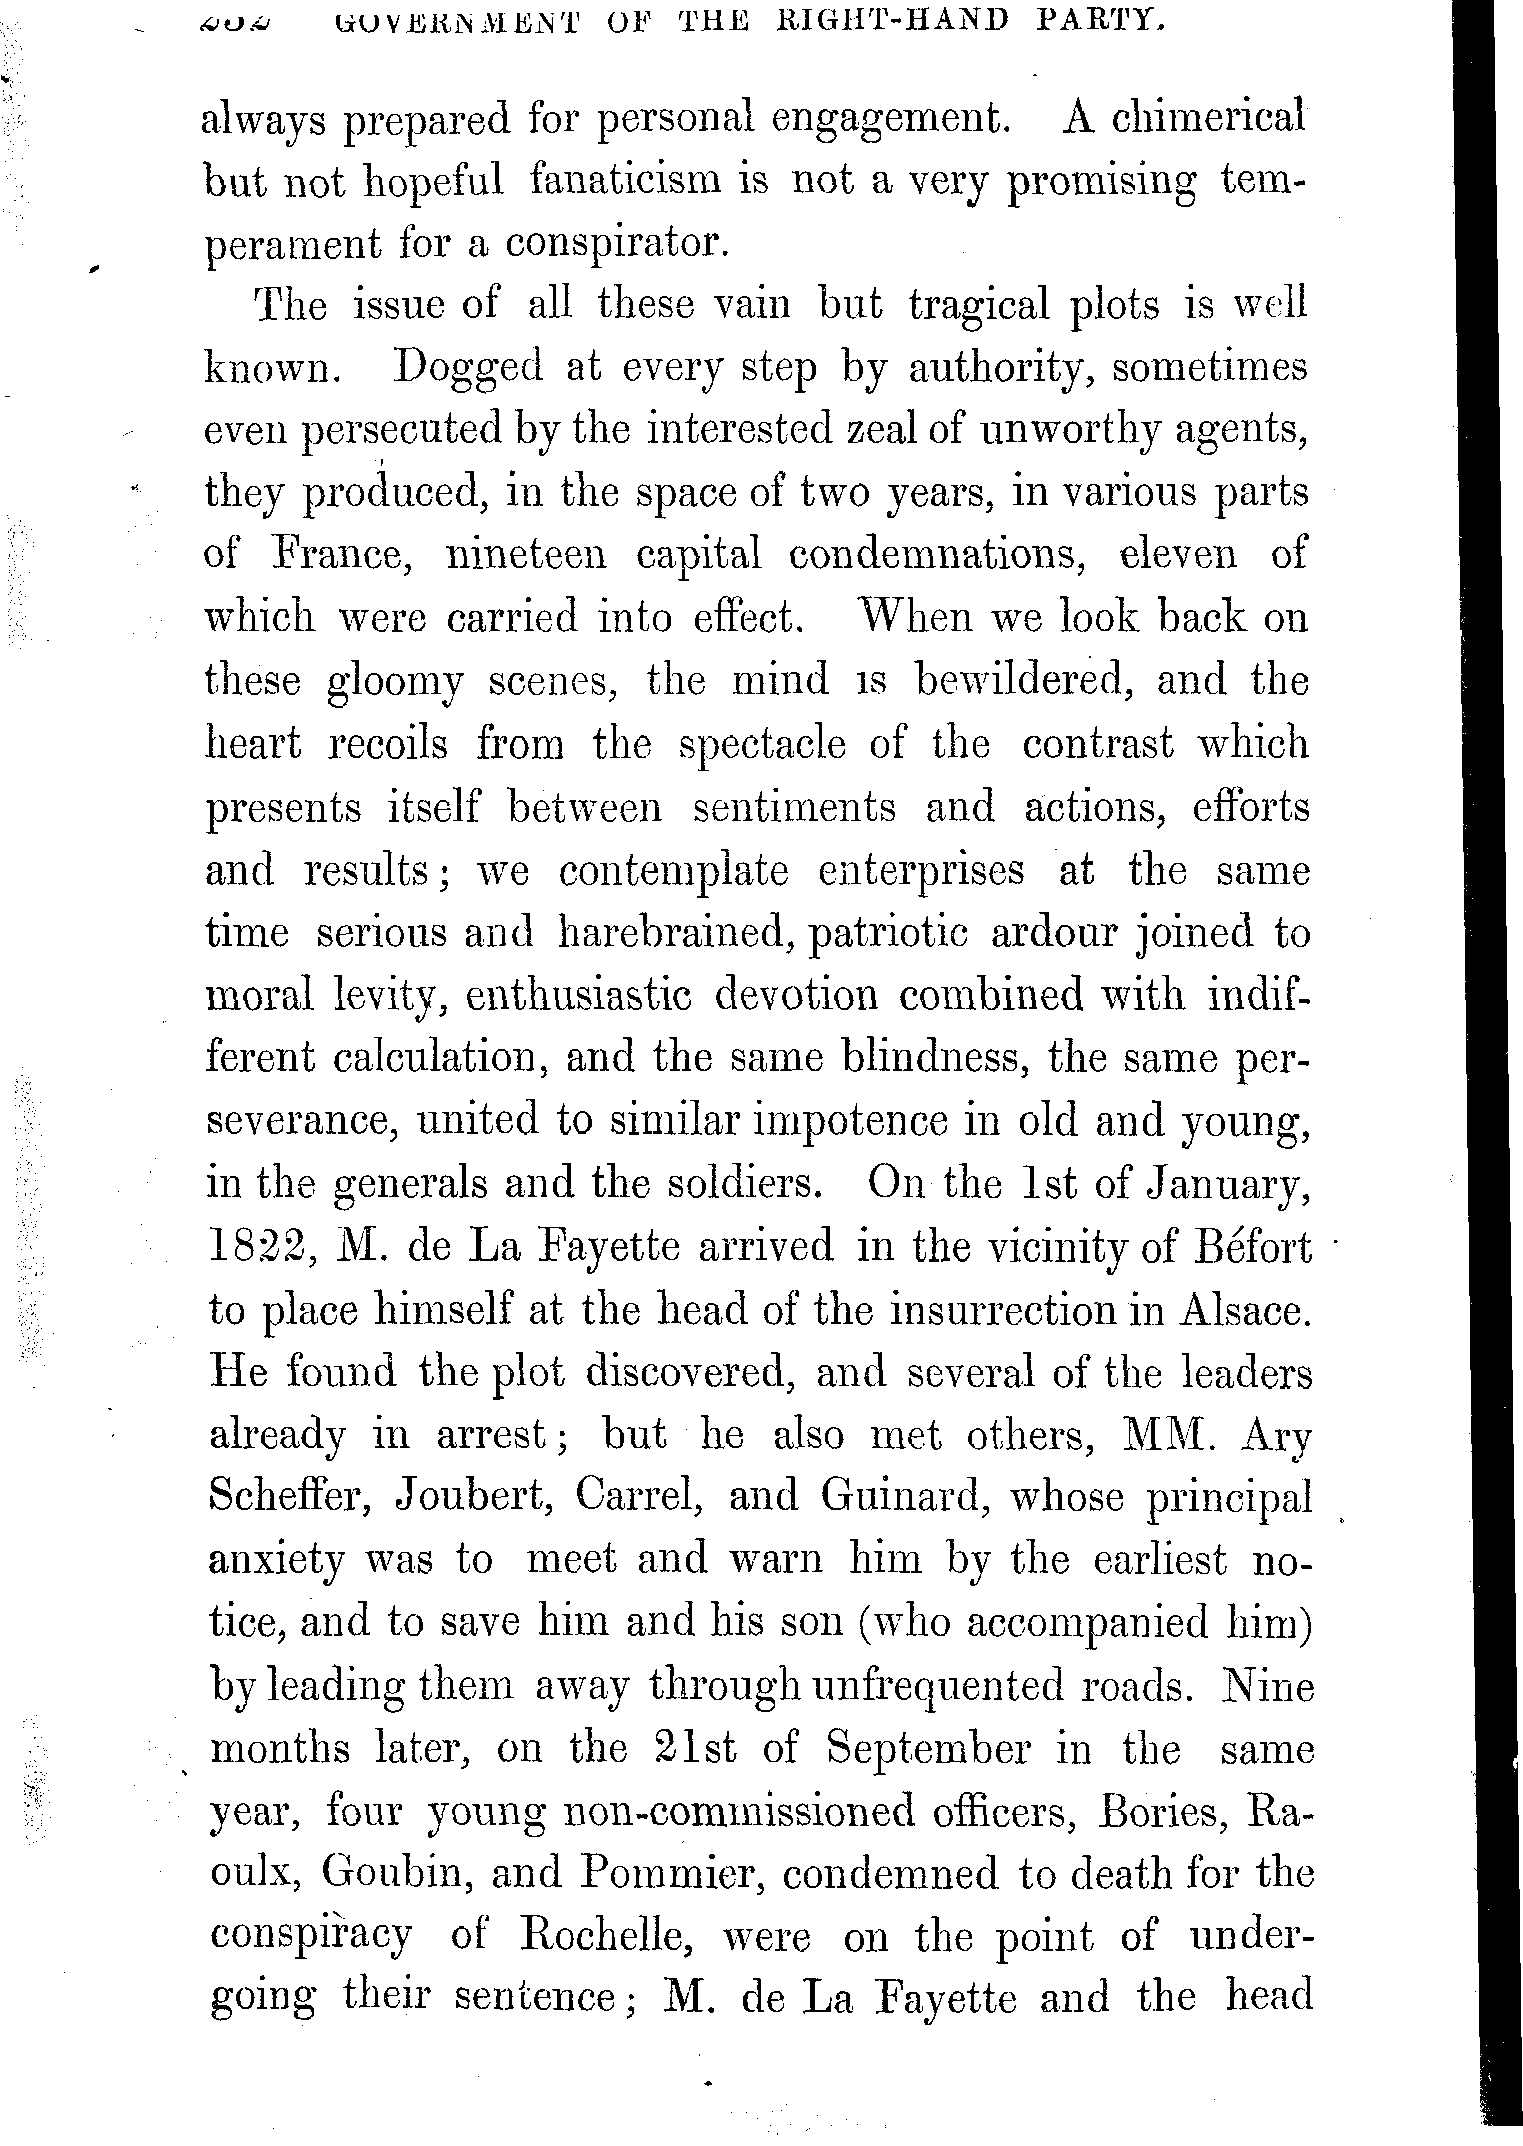 GOVERNMENT OF THE RIGHT-HAND PARTY.
always prepared for personal engagement. A chimerical
but not hopeful fanaticism is not a very promising tem-
perament for a conspirator.
The issue of all these vain but tragical plots is well
known. Dogged at every step by authority, sometimes
even persecuted by the interested zeal of unworthy agents,
they produced, in the space of two years, in various parts
of France, nineteen capital condemnations, eleven of
which were carried into effect. When we look back on
these gloomy scenes, the mind is bewildered, and the
heart recoils from the spectacle of the contrast which
presents itself between sentiments and actions, efforts
and results; we contemplate enterprises at the same
time serious and harebrained, patriotic ardour joined to
moral levity, enthusiastic devotion combined with indif-
ferent calculation, and the same blindness, the same per-
severance, united to similar impotence in old and young,
in the generals and the soldiers. On the 1st of January,
1822, M. de La Fayette arrived in the vicinity of Béfort
to place himself at the head of the insurrection in Alsace.
He found the plot discovered, and several of the leaders
already in arrest; but he also met others, MM. Ary
Scheffer, Joubert, Carrel, and Guinard, whose principal
anxiety was to meet and warn him by the earliest no-
tice, and to save him and his son (who accompanied him)
by leading them away through unfrequented roads. Nine
months later, on the 21st of September in the same
year, four young non-commissioned officers, Bories, Ra-
oulx, Goubin, and Pommier, condemned to death for the
conspiracy of Rochelle, were on the point of under-
going their sentence; M. de La Fayette and the head